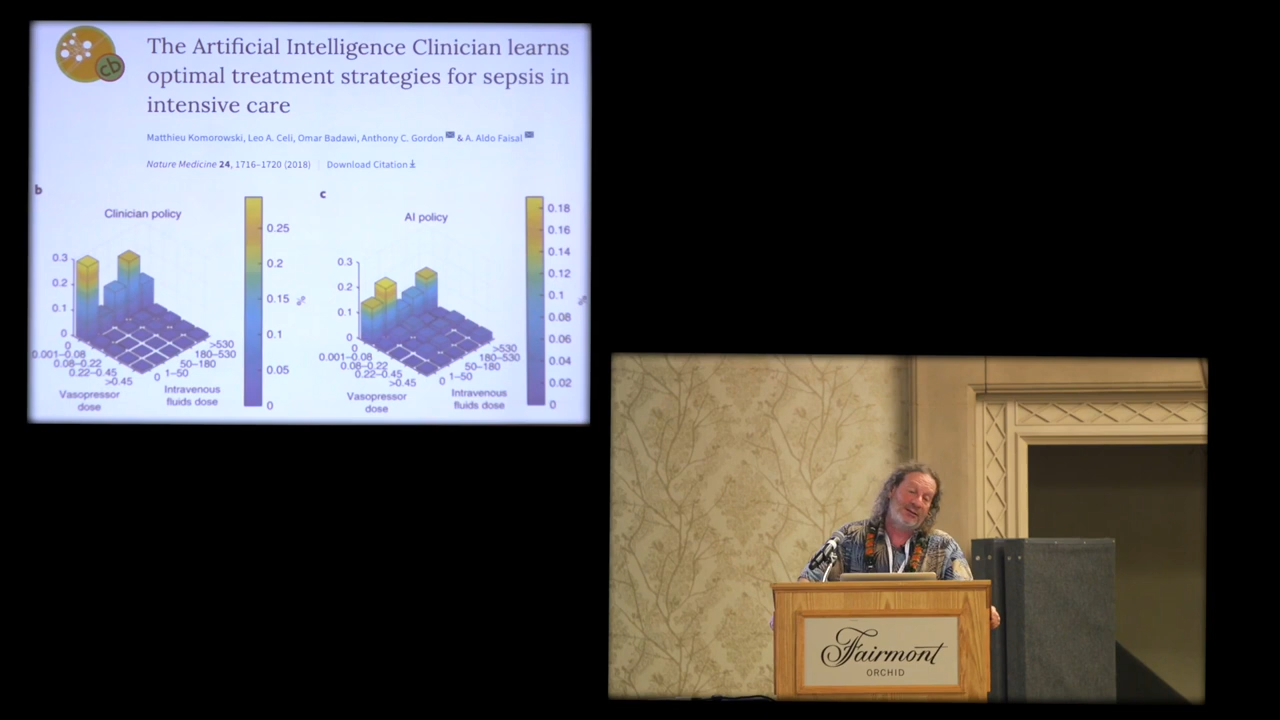 cb
The Artificial Intelligence Clinician learns
optimal treatment strategies for sepsis in
intensive care
Matthieu Komorowski, Leo A. Celi, Omar Badawi, Anthony C. Gordon & A. Aldo Faisal
Nature Medicine 24, 1716–1720 (2018) | Download Citation
b
Clinician policy
0.3
0.2
0.1
0
0
0.001–0.08
0.08–0.22
0.22–0.45
>0.45
Vasopressor
dose
0
1–50
50–180
180–530
>530
Intravenous
fluids dose
0.25
0.2
0.15
0.1
0.05
0
%
c
AI policy
0.3
0.2
0.1
0
0
0.001–0.08
0.08–0.22
0.22–0.45
>0.45
Vasopressor
dose
0
1–50
50–180
180–530
>530
Intravenous
fluids dose
0.18
0.16
0.14
0.12
0.1
0.08
0.06
0.04
0.02
0
%
Fairmont
ORCHID